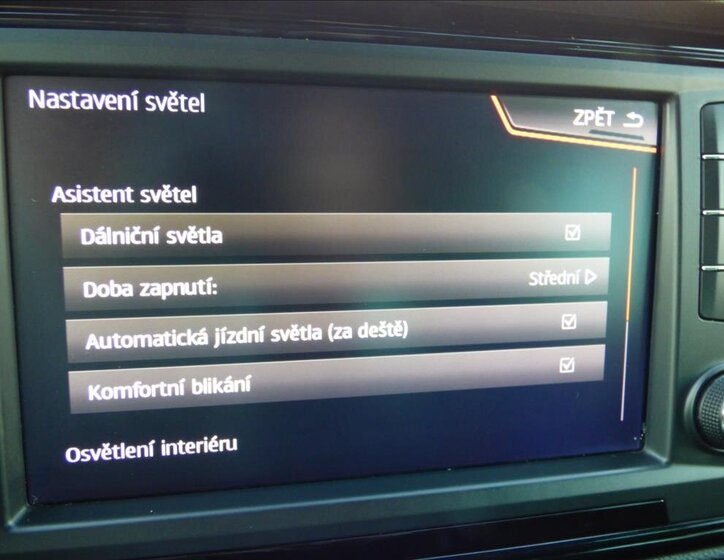 Nastavení světel
ZPĚT
Asistent světel
Dálniční světla
Doba zapnutí: Střední
Automatická jízdní světla (za deště)
Komfortní blikání
Osvětlení interiéru